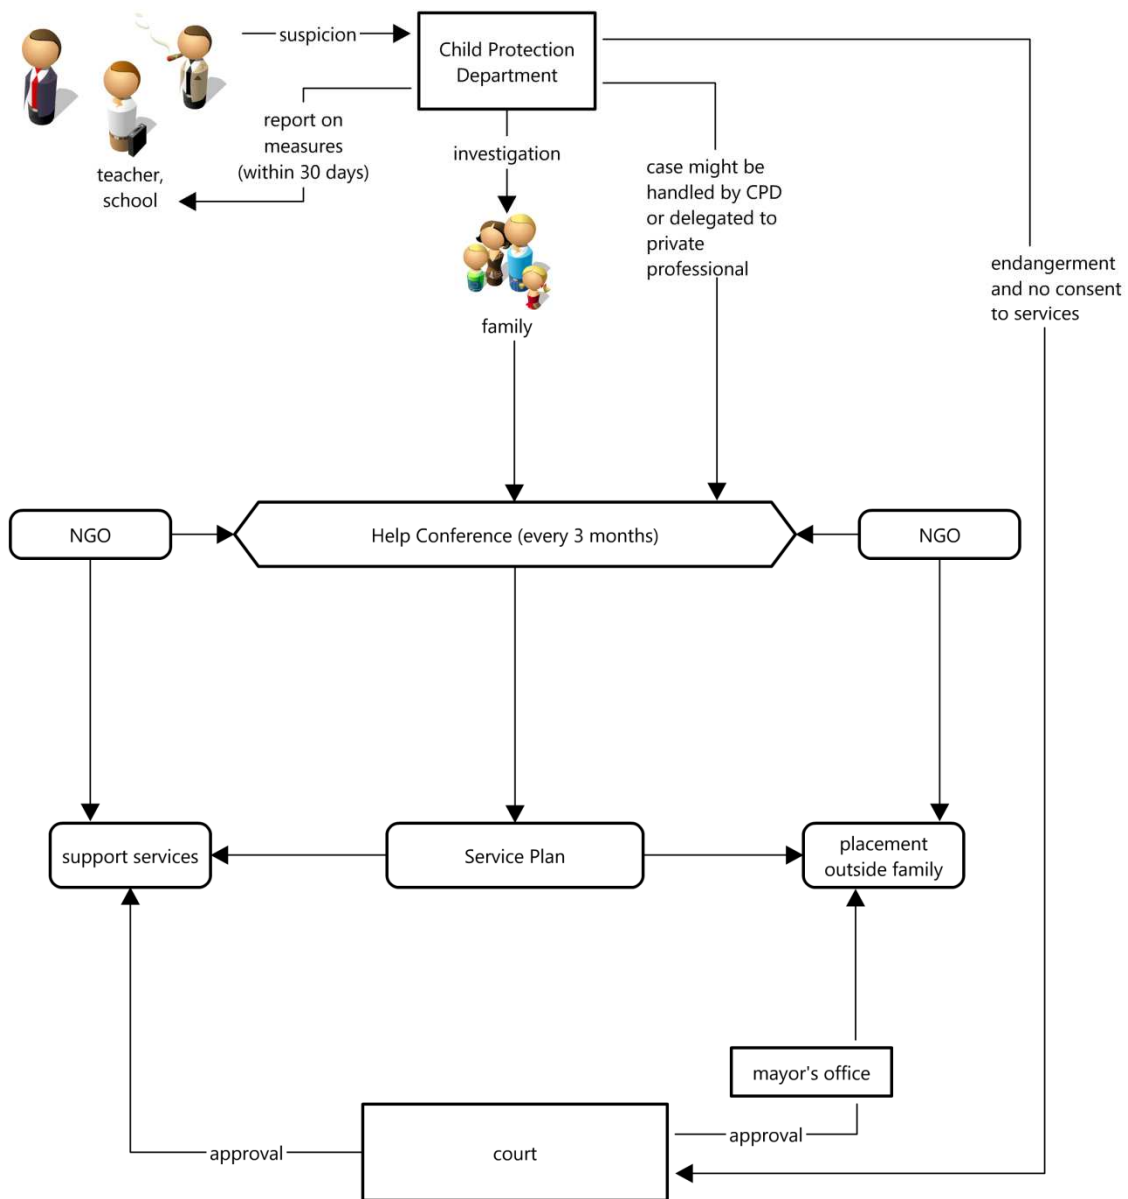 suspicion
Child Protection
Department
report on
measures
(within 30 days)
investigation
teacher,
school
case might be
handled by CPD
or delegated to
private
professional
endangerment
and no consent
to services
family
NGO
Help Conference (every 3 months)
NGO
support services
Service Plan
placement
outside family
mayor's office
approval
court
approval